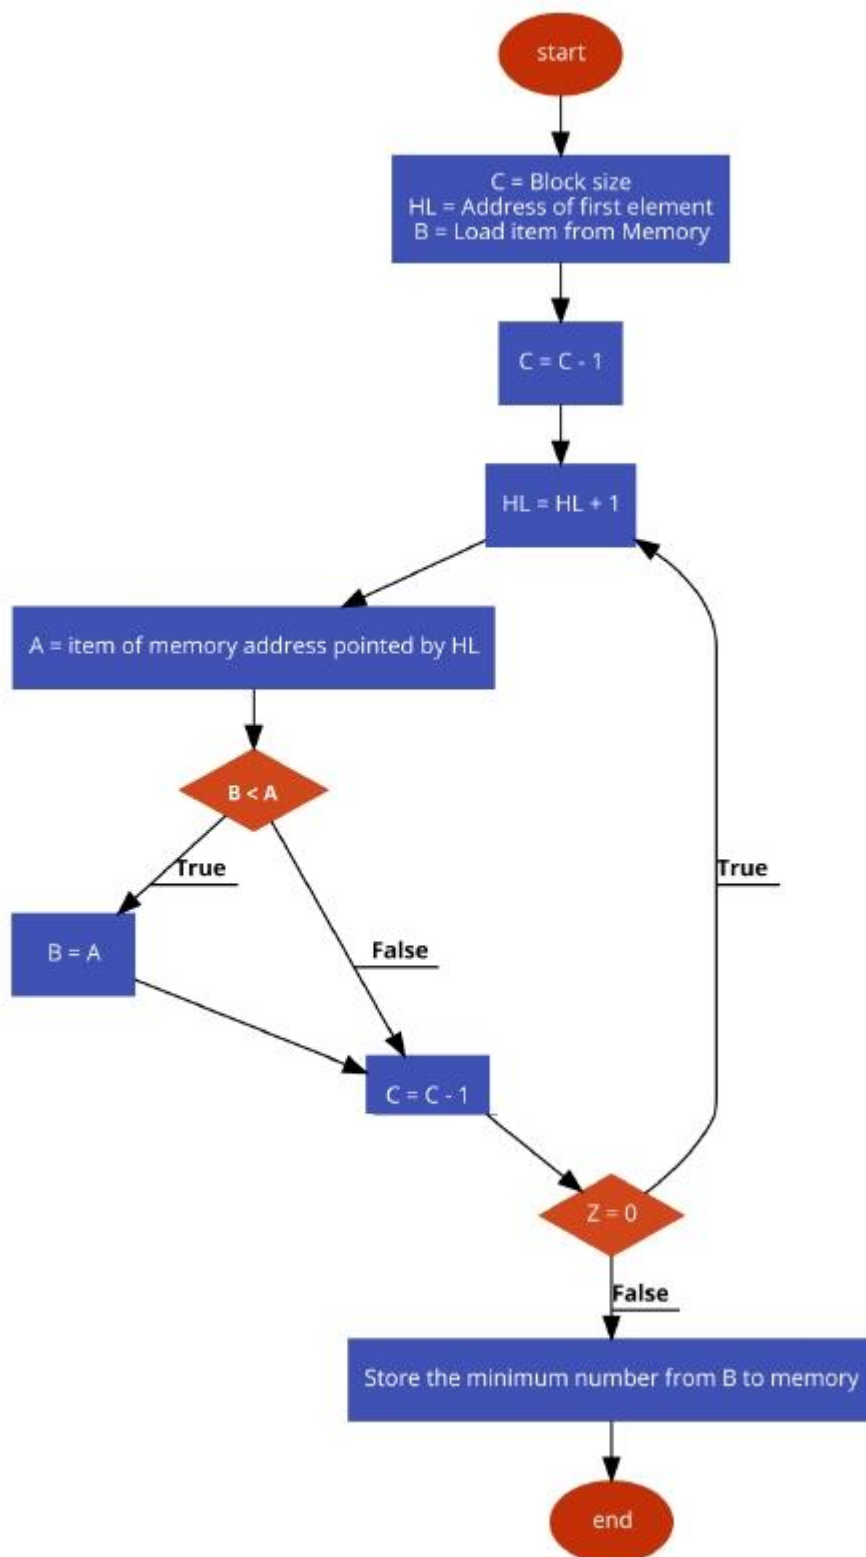 start
C = Block size
HL = Address of first element
B = Load item from Memory
C = C - 1
HL = HL + 1
A = item of memory address pointed by HL
B < A
True
True
B = A
False
C = C - 1
Z = 0
False
Store the minimum number from B to memory
end